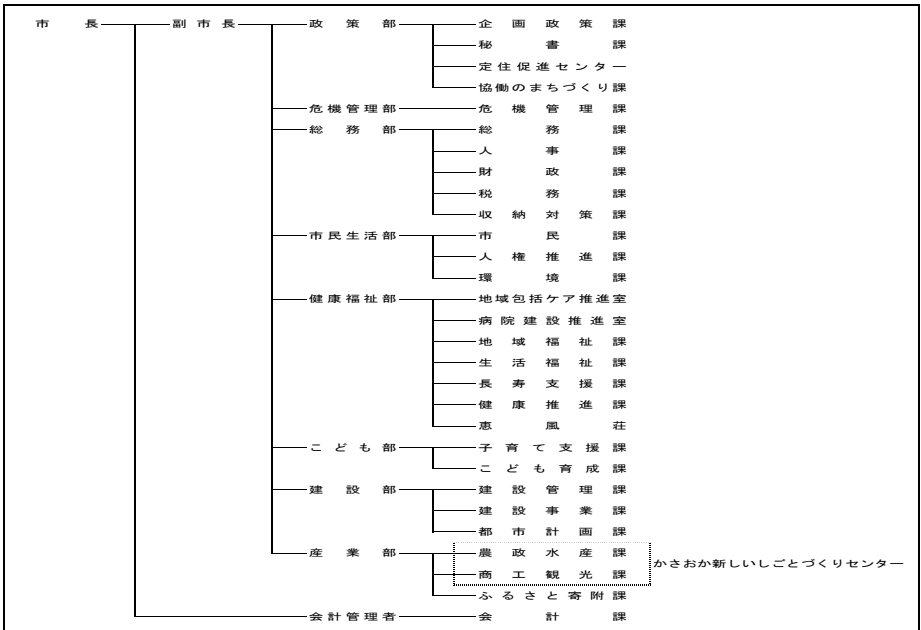 市長 副市長 政策部 企画政策課
秘書課
定住促進センター
協働のまちづくり課
危機管理部 危機管理課
総務部 総務課
人事課
財政課
税務課
収納対策課
市民生活部 市民課
人権推進課
環境課
健康福祉部 地域包括ケア推進室
病院建設推進室
地域福祉課
生活福祉課
長寿支援課
健康推進課
恵風荘
こども部 子育て支援課
こども育成課
建設部 建設管理課
建設事業課
都市計画課
産業部 農政水産課
かさおか新しいしごとづくりセンター
商工観光課
ふるさと寄附課
会計管理者 会計課